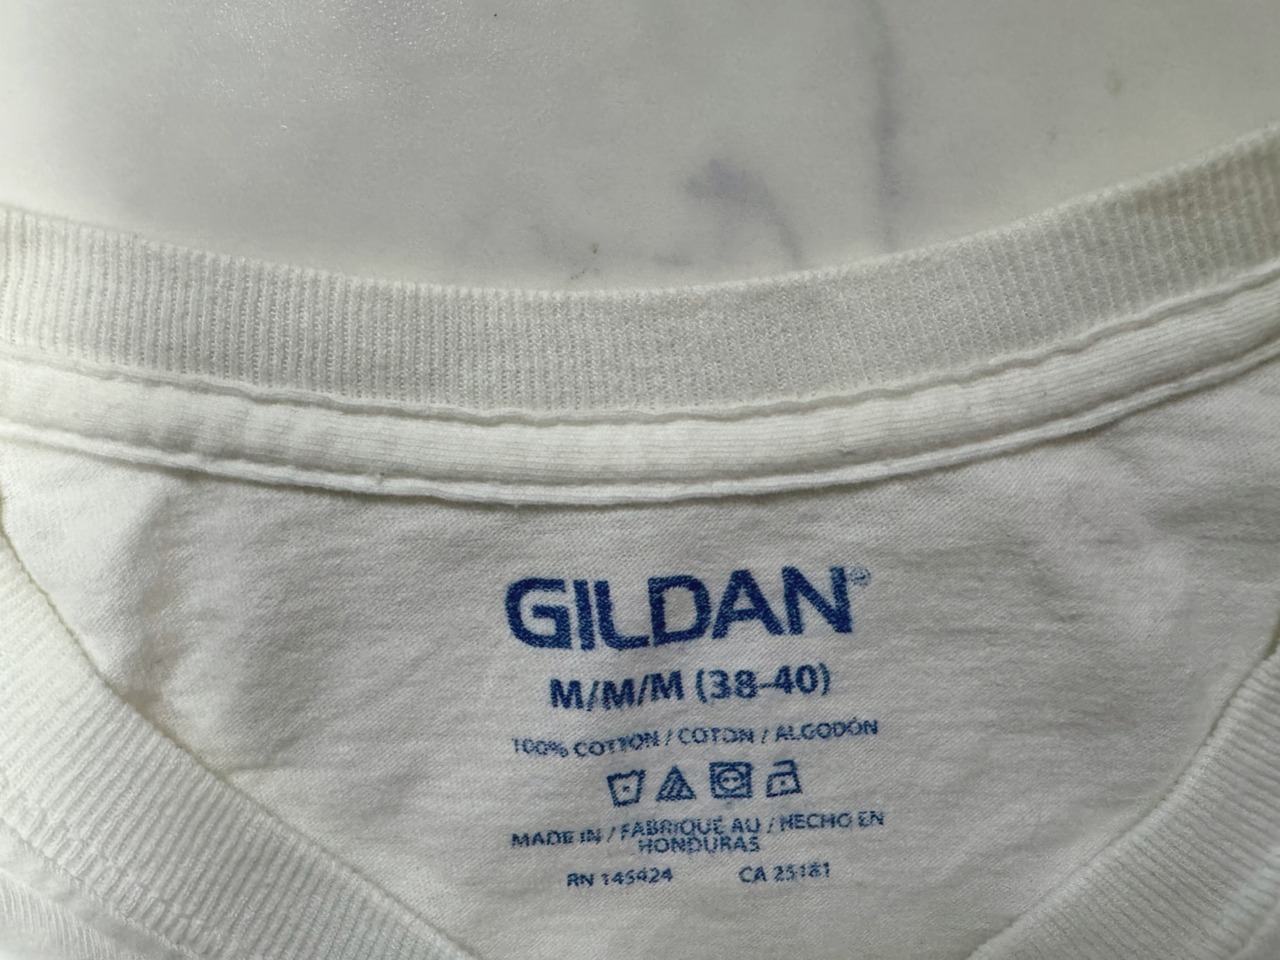 GILDAN®
M/M/M (38-40)
100% COTTON / COTON / ALGODÓN
MADE IN / FABRIQUÉ AU / HECHO EN
HONDURAS
RN 145424 CA 25181